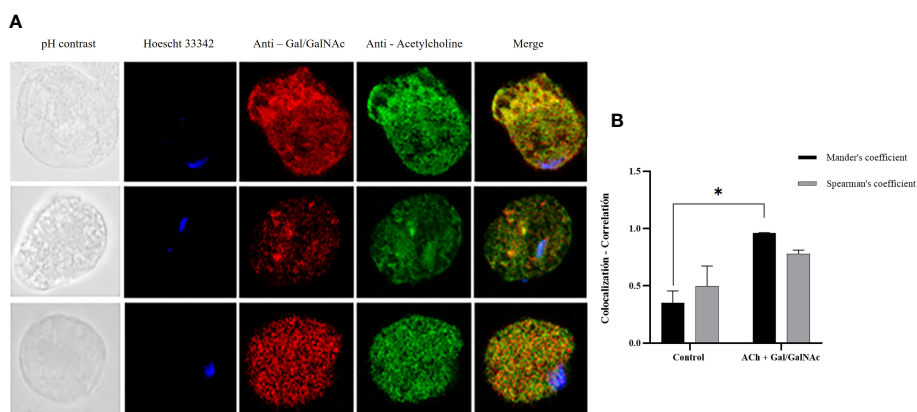 A
pH contrast
Hoescht 33342
Anti – Gal/GalNAc
Anti - Acetylcholine
Merge
B
Mander's coefficient
Spearman's coefficient
*
Colocalization - Correlación
1.5
1.0
0.5
0.0
Control
ACh + Gal/GalNAc